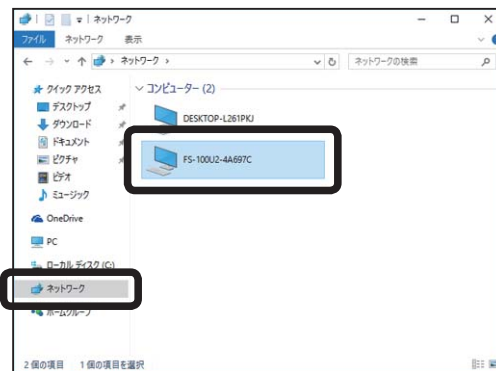 ネットワーク
ファイル ネットワーク 表示
ネットワーク ネットワークの検索
クイック アクセス
デスクトップ
ダウンロード
ドキュメント
ピクチャ
ビデオ
ミュージック
OneDrive
PC
ローカル ディスク (C:)
ネットワーク
ホームグループ
コンピューター (2)
DESKTOP-L261PKJ
FS-100U2-4A697C
2 個の項目 1 個の項目を選択